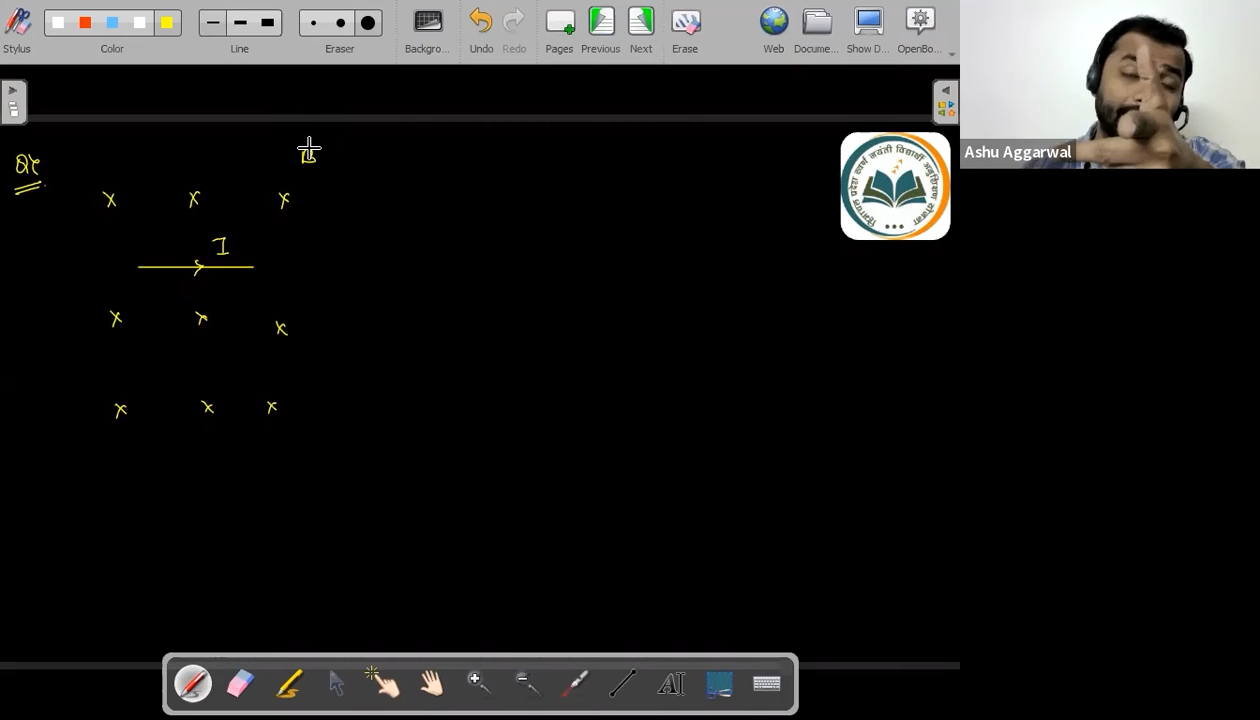 Stylus Color Line Eraser Backgro... Undo Redo Pages Previous Next Erase Web Docume... Show D... OpenBo...
Ashu Aggarwal
B
x x x
I
x x x
x x x